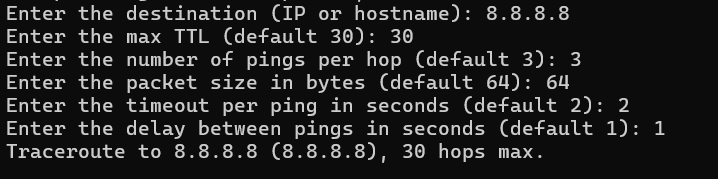 Enter the destination (IP or hostname): 8.8.8.8
Enter the max TTL (default 30): 30
Enter the number of pings per hop (default 3): 3
Enter the packet size in bytes (default 64): 64
Enter the timeout per ping in seconds (default 2): 2
Enter the delay between pings in seconds (default 1): 1
Traceroute to 8.8.8.8 (8.8.8.8), 30 hops max.